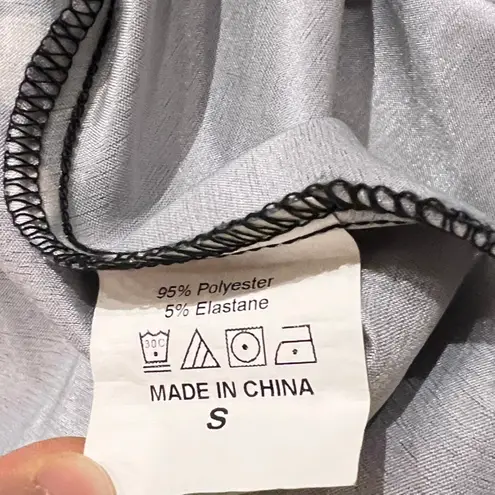 95% Polyester
5% Elastane
30C
MADE IN CHINA
S